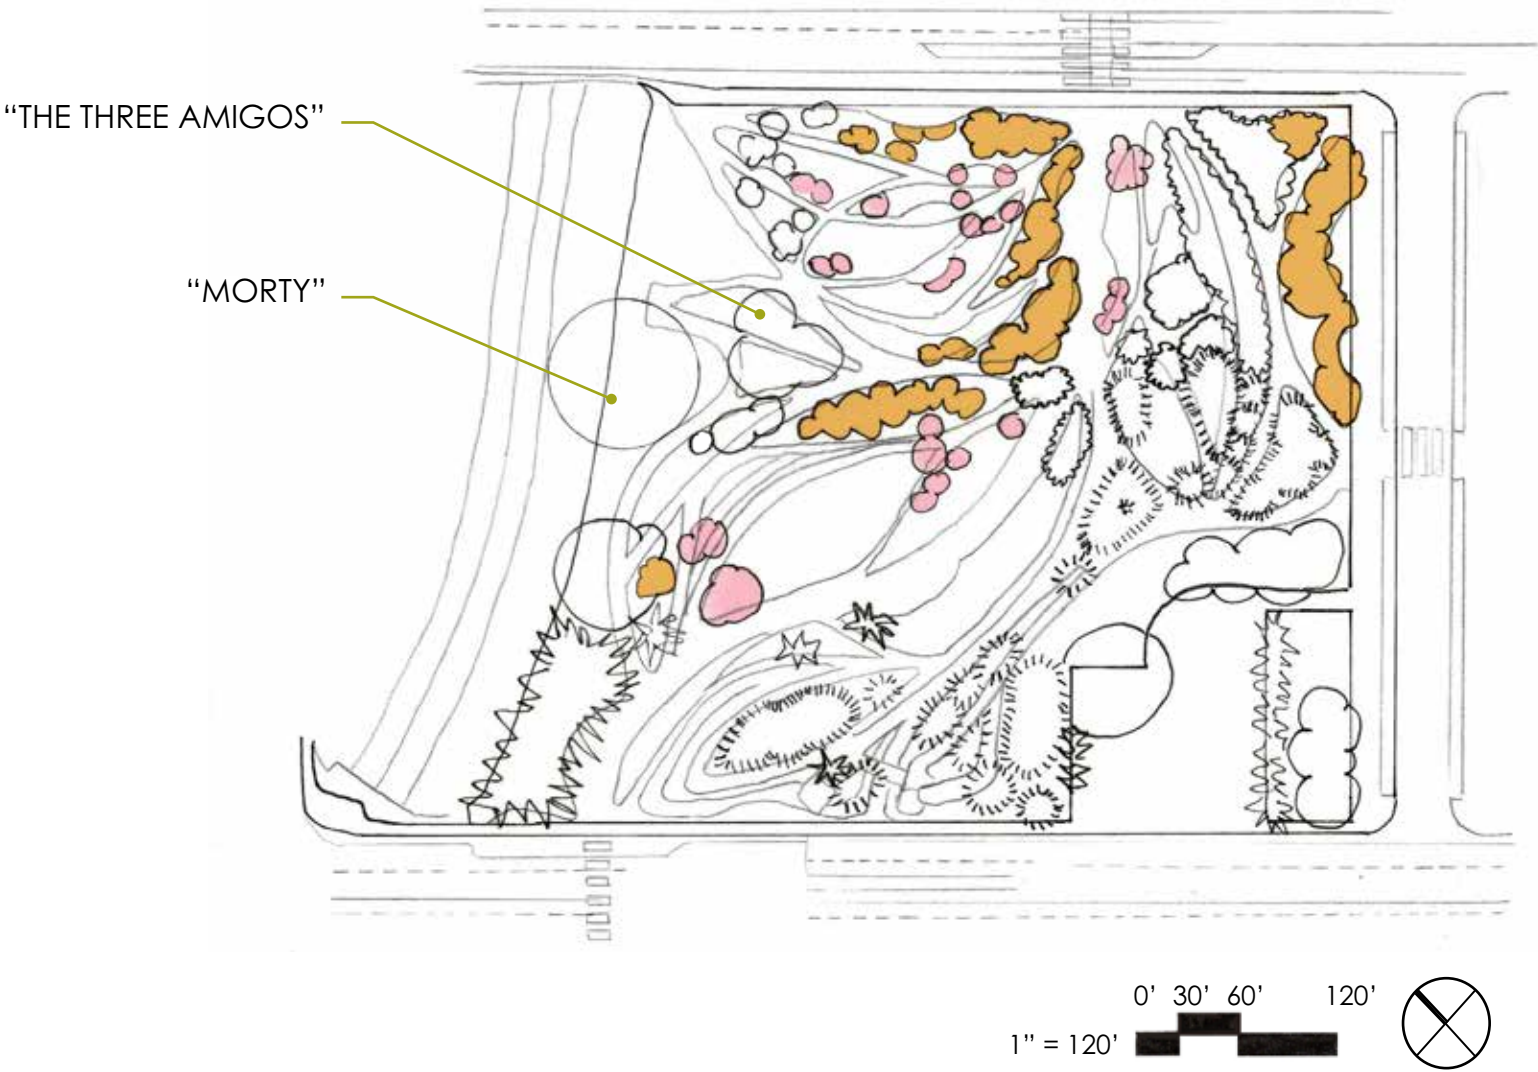 “THE THREE AMIGOS”
“MORTY”
0’ 30’ 60’ 120’
1” = 120’